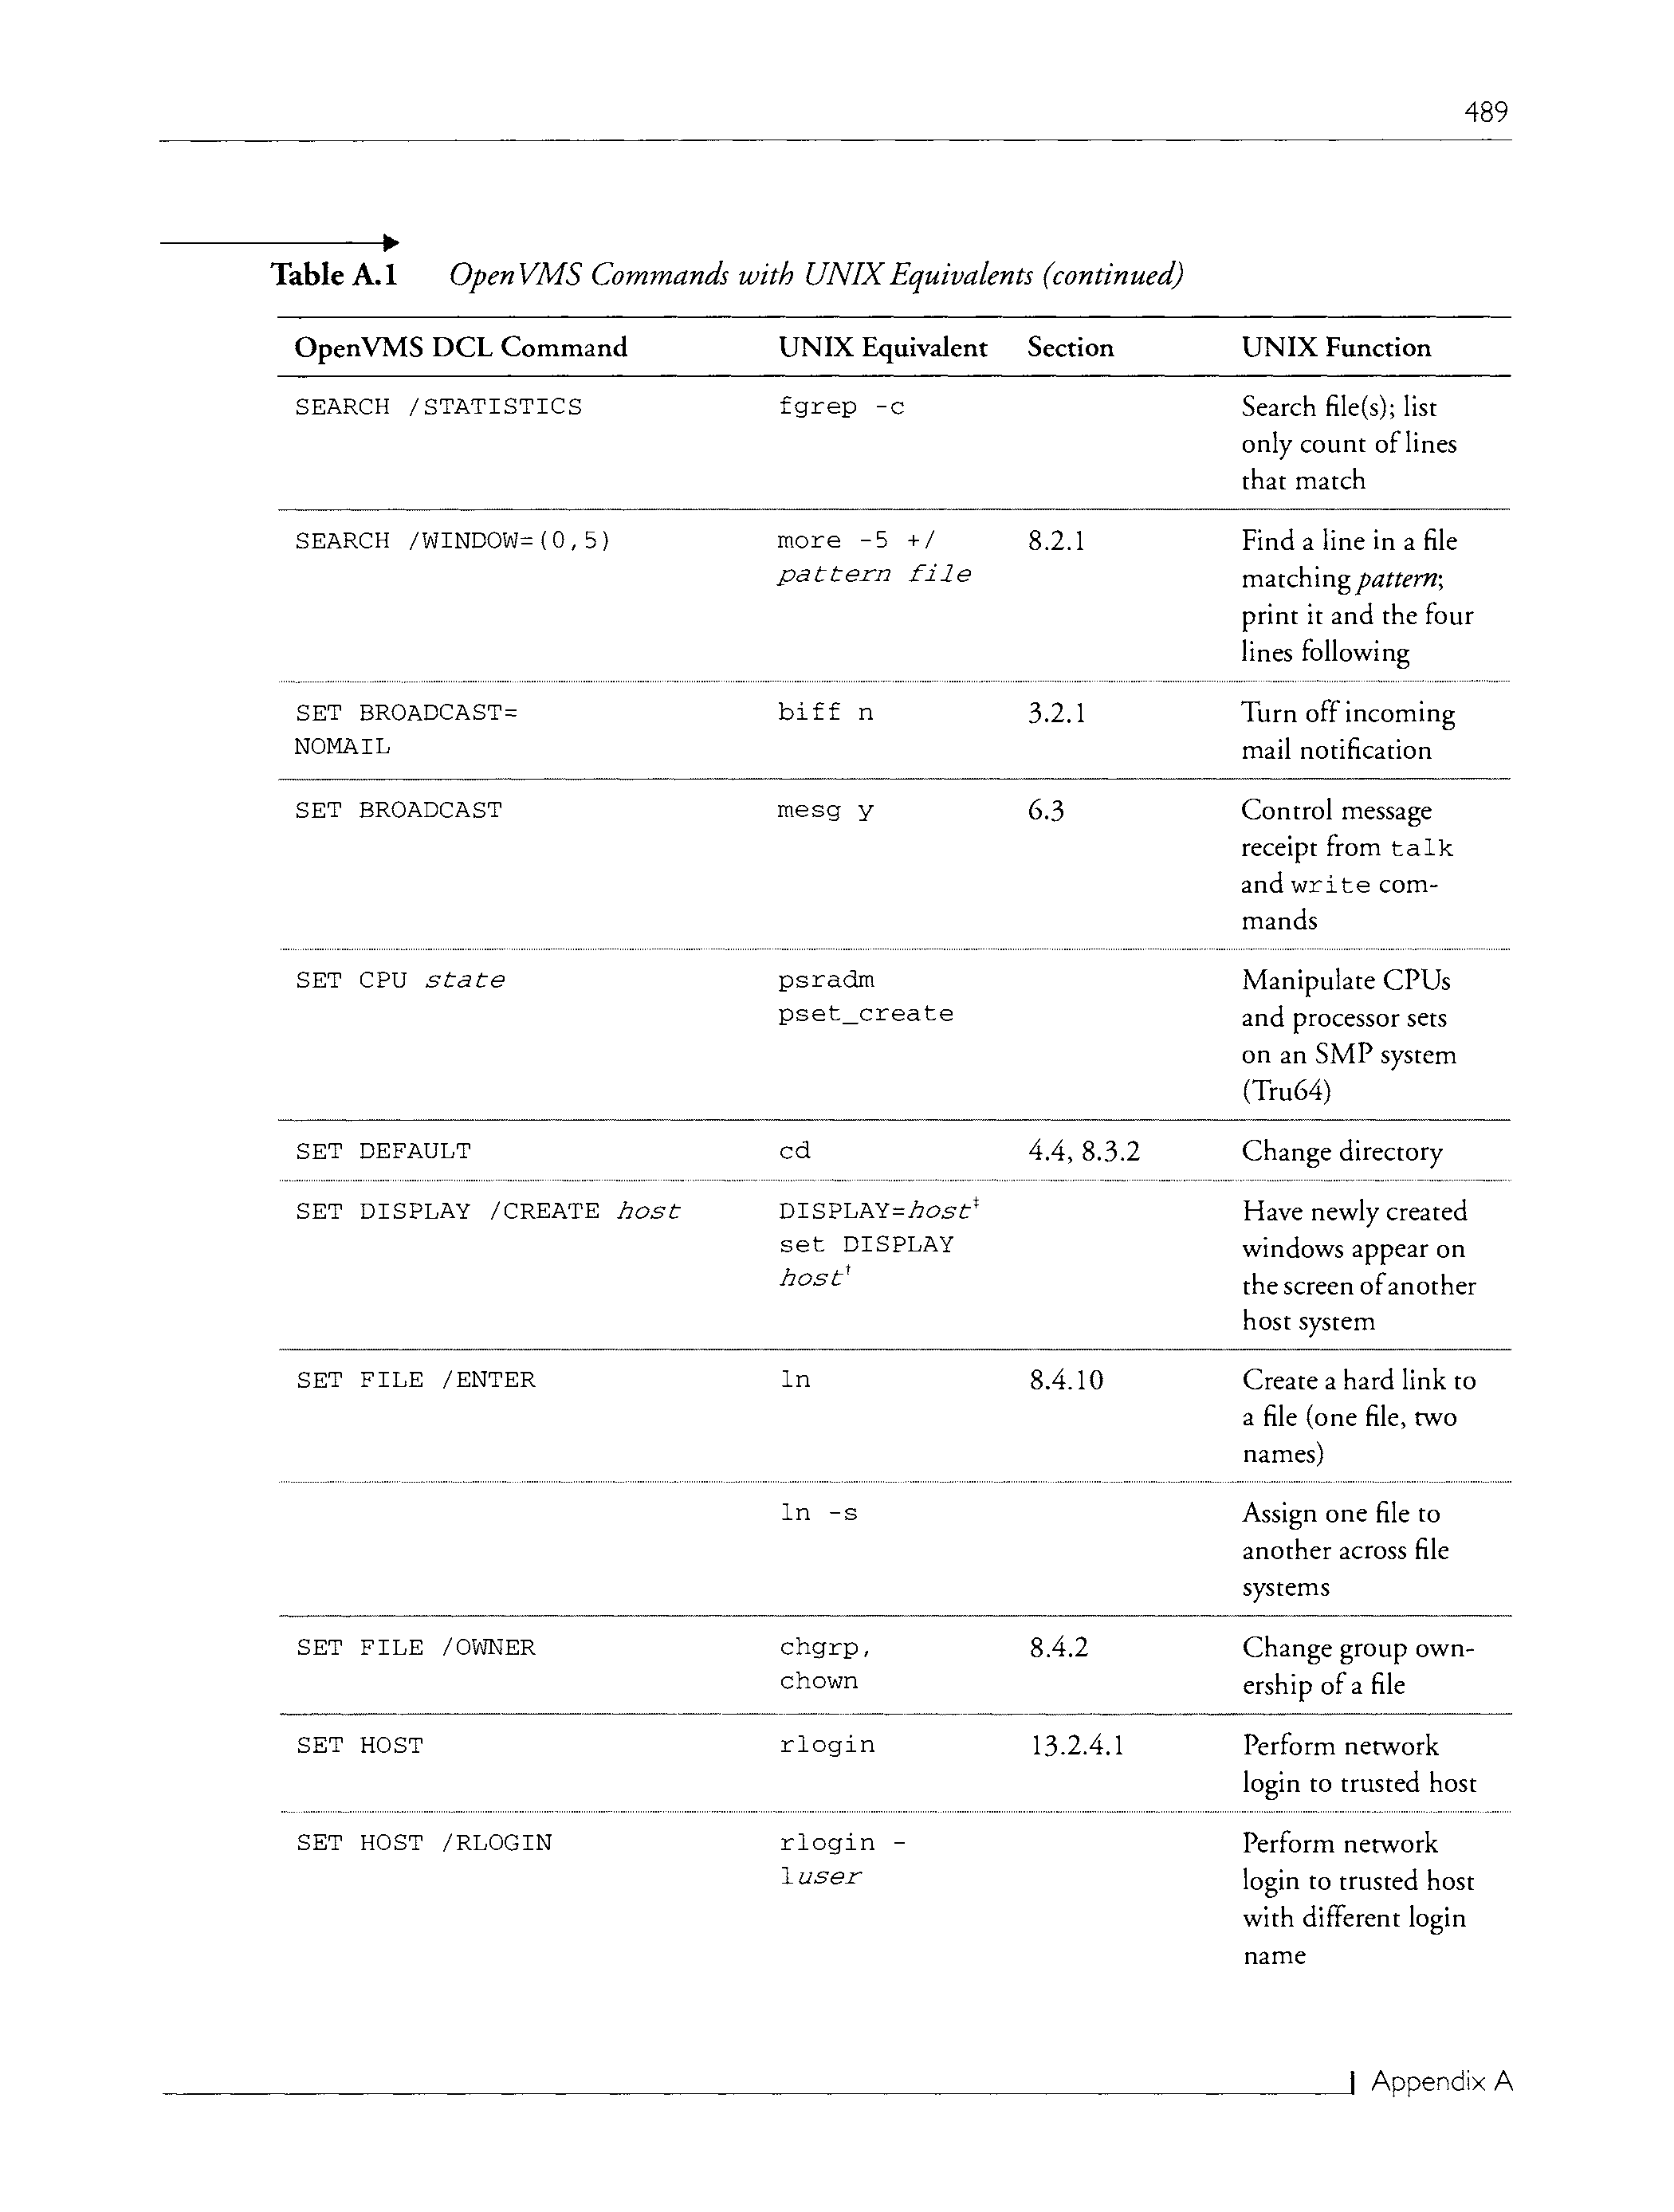 489
Table A.1 OpenVMS Commands with UNIX Equivalents (continued)
OpenVMS DCL Command UNIX Equivalent Section UNIX Function
SEARCH /STATISTICS fgrep -c Search file(s); list
only count of lines
that match
SEARCH /WINDOW=(0,5) more -5 +/ 8.2.1 Find a line in a file
pattern file matching pattern;
print it and the four
lines following
SET BROADCAST= biff n 3.2.1 Turn off incoming
NOMAIL mail notification
SET BROADCAST mesg y 6.3 Control message
receipt from talk
and write com-
mands
SET CPU state psradm Manipulate CPUs
pset_create and processor sets
on an SMP system
(Tru64)
SET DEFAULT cd 4.4, 8.3.2 Change directory
SET DISPLAY /CREATE host DISPLAY=host‡ Have newly created
set DISPLAY windows appear on
host† the screen of another
host system
SET FILE /ENTER ln 8.4.10 Create a hard link to
a file (one file, two
names)
ln -s Assign one file to
another across file
systems
SET FILE /OWNER chgrp, 8.4.2 Change group own-
chown ership of a file
SET HOST rlogin 13.2.4.1 Perform network
login to trusted host
SET HOST /RLOGIN rlogin - Perform network
luser login to trusted host
with different login
name
Appendix A